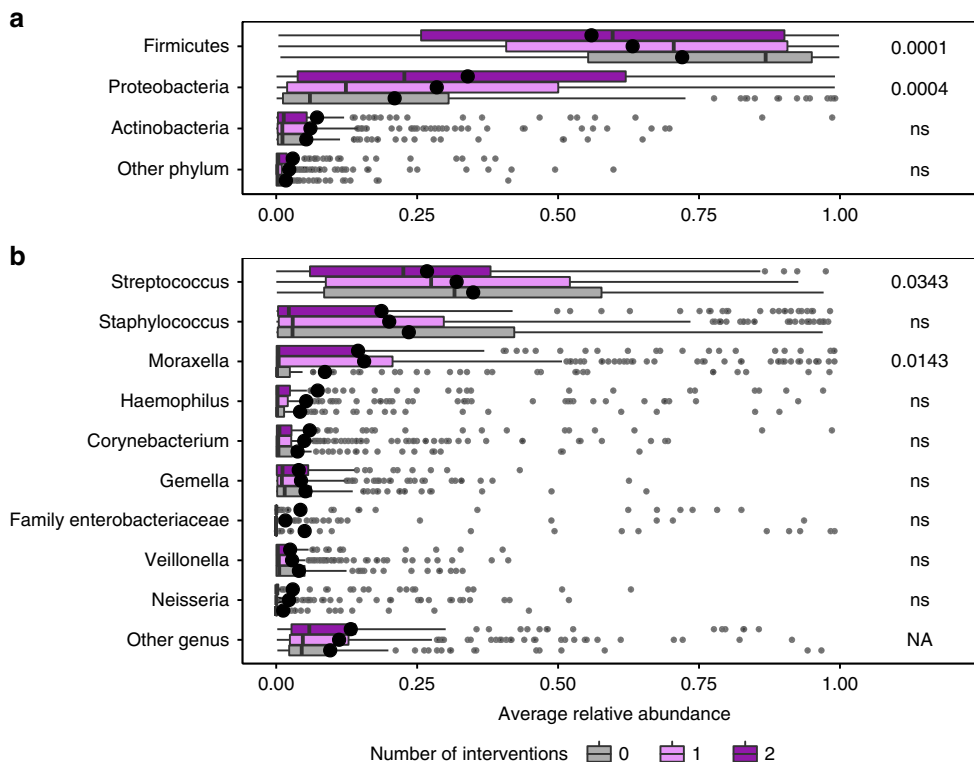 a
Firmicutes 0.0001
Proteobacteria 0.0004
Actinobacteria ns
Other phylum ns
0.00 0.25 0.50 0.75 1.00
b
Streptococcus 0.0343
Staphylococcus ns
Moraxella 0.0143
Haemophilus ns
Corynebacterium ns
Gemella ns
Family enterobacteriaceae ns
Veillonella ns
Neisseria ns
Other genus NA
0.00 0.25 0.50 0.75 1.00
Average relative abundance
Number of interventions 0 1 2